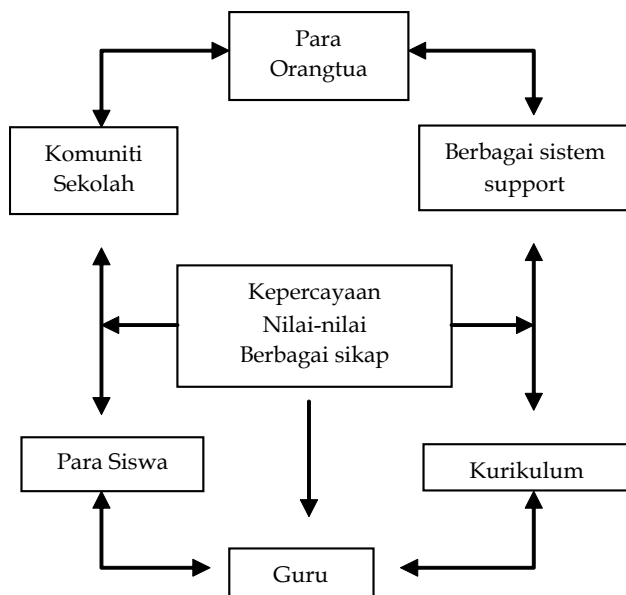 Para
Orangtua
Komuniti
Sekolah
Berbagai sistem
support
Kepercayaan
Nilai-nilai
Berbagai sikap
Para Siswa
Kurikulum
Guru